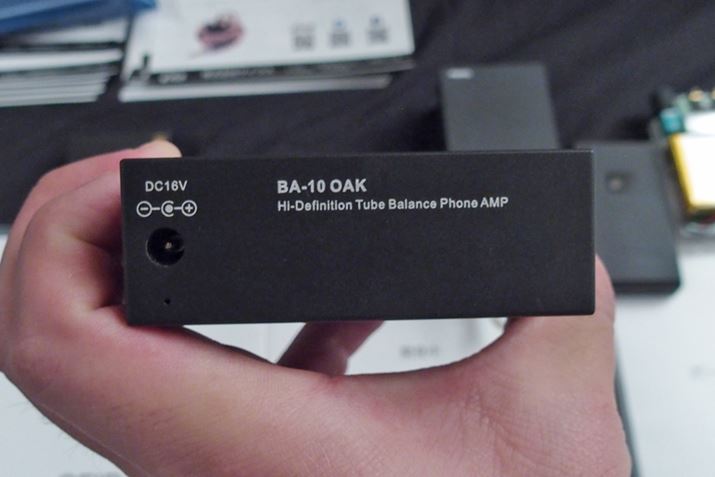 DC16V
BA-10 OAK
Hi-Definition Tube Balance Phone AMP